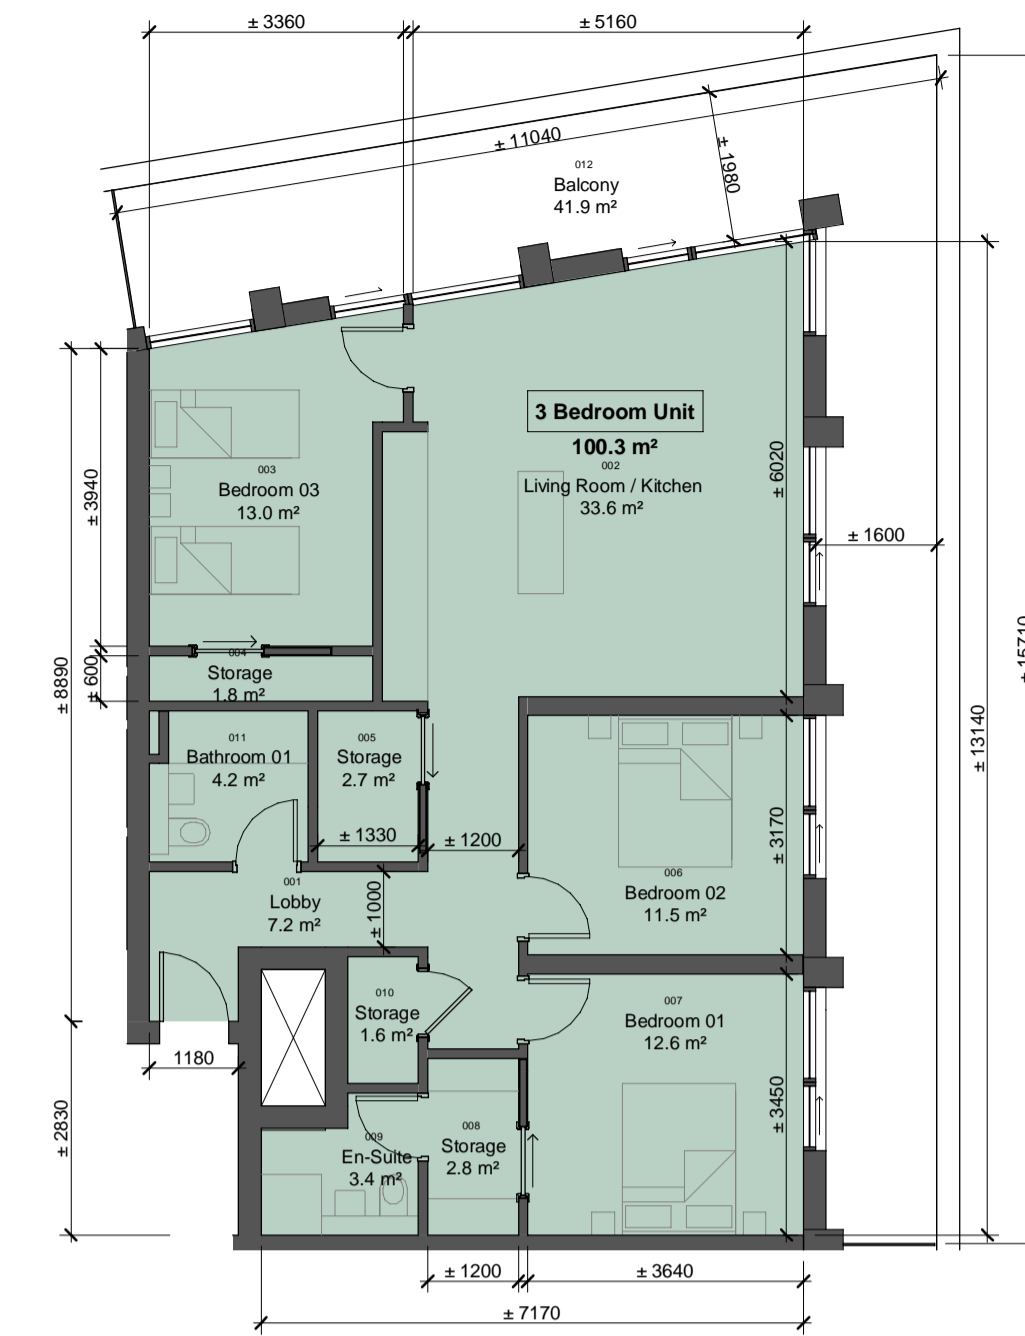 ± 3360
± 5160
± 11040
± 1980
012
Balcony
41.9 m²
3 Bedroom Unit
100.3 m²
002
Living Room / Kitchen
33.6 m²
± 6020
± 1600
003
Bedroom 03
13.0 m²
± 3940
± 8890
± 600
004
Storage
1.8 m²
± 15710
± 13140
011
Bathroom 01
4.2 m²
005
Storage
2.7 m²
± 1330
± 1200
± 3170
006
Bedroom 02
11.5 m²
001
Lobby
7.2 m²
± 1000
010
Storage
1.6 m²
007
Bedroom 01
12.6 m²
1180
± 2830
± 3450
009
En-Suite
3.4 m²
008
Storage
2.8 m²
± 1200
± 3640
± 7170